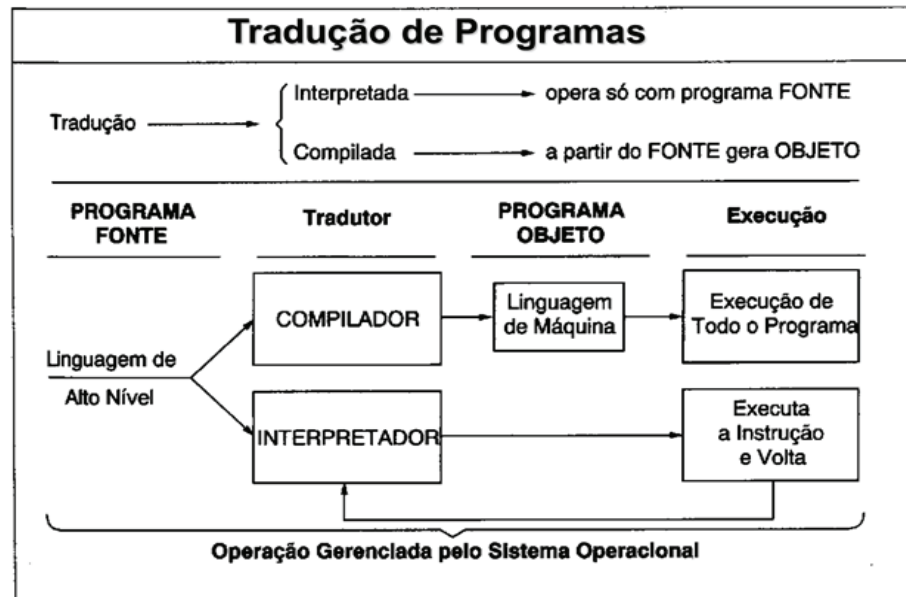 Tradução de Programas
Interpretada
opera só com programa FONTE
Tradução
Compilada
a partir do FONTE gera OBJETO
PROGRAMA
FONTE
Tradutor
PROGRAMA
OBJETO
Execução
COMPILADOR
Linguagem
de Máquina
Execução de
Todo o Programa
Linguagem de
Alto Nível
INTERPRETADOR
Executa
a Instrução
e Volta
Operação Gerenciada pelo Sistema Operacional